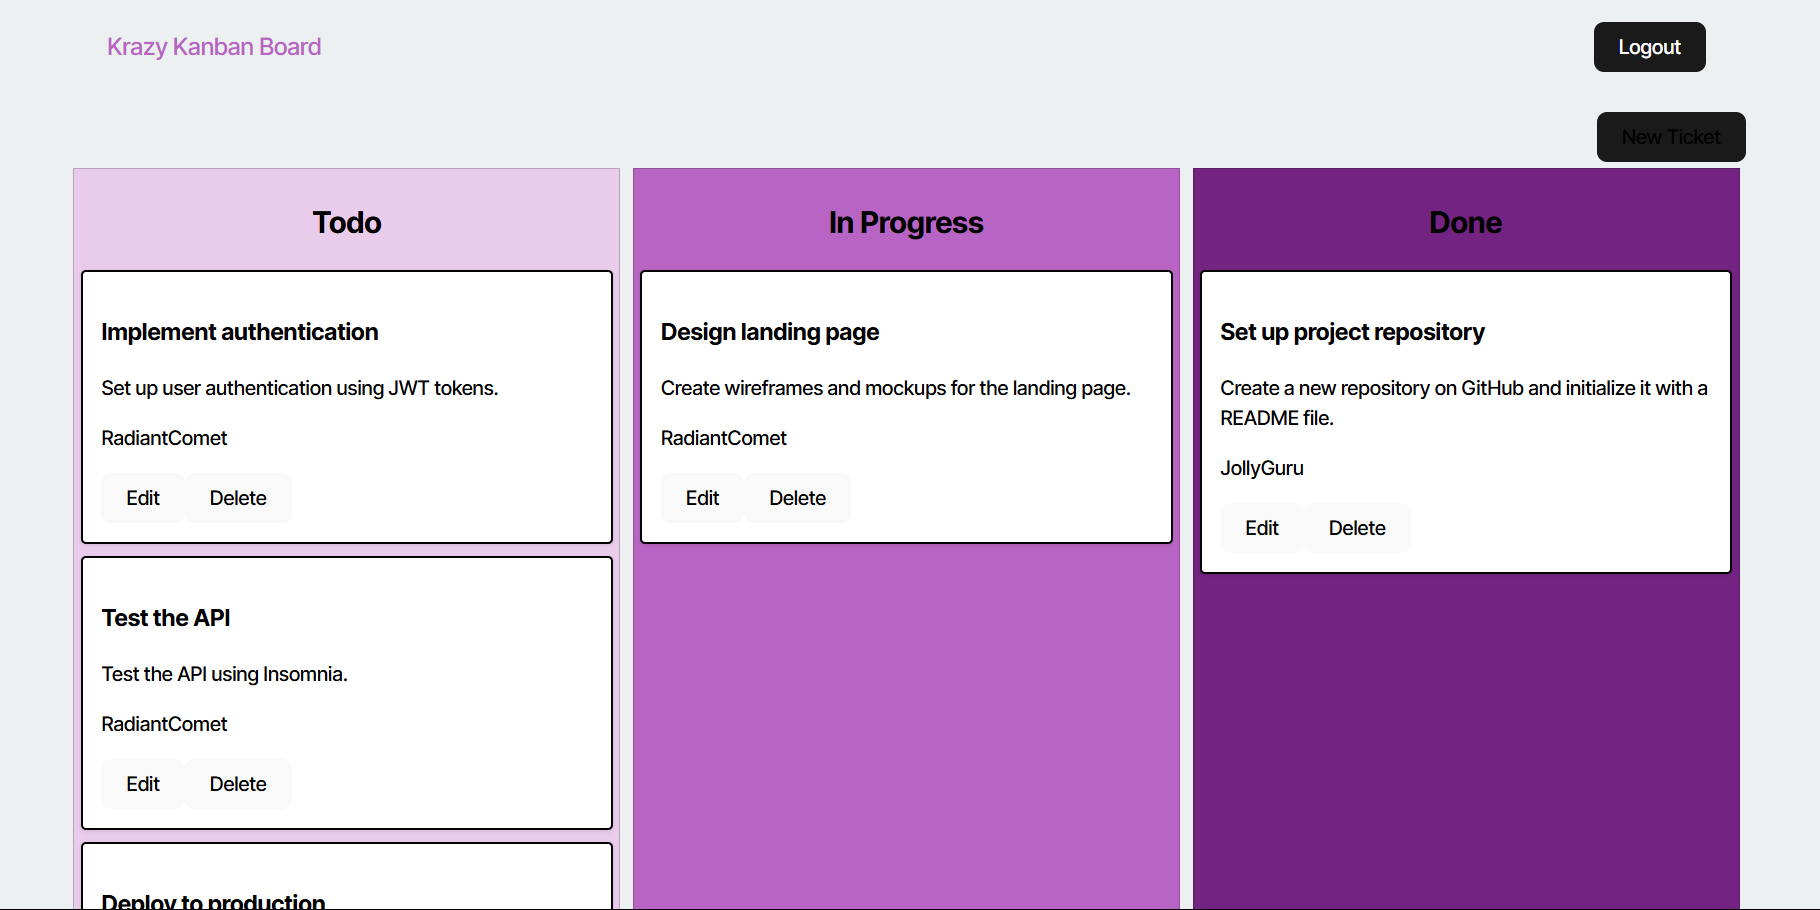 Krazy Kanban Board
Logout
New Ticket
Todo
Implement authentication
Set up user authentication using JWT tokens.
RadiantComet
Edit
Delete
Test the API
Test the API using Insomnia.
RadiantComet
Edit
Delete
Deploy to production
In Progress
Design landing page
Create wireframes and mockups for the landing page.
RadiantComet
Edit
Delete
Done
Set up project repository
Create a new repository on GitHub and initialize it with a
README file.
JollyGuru
Edit
Delete